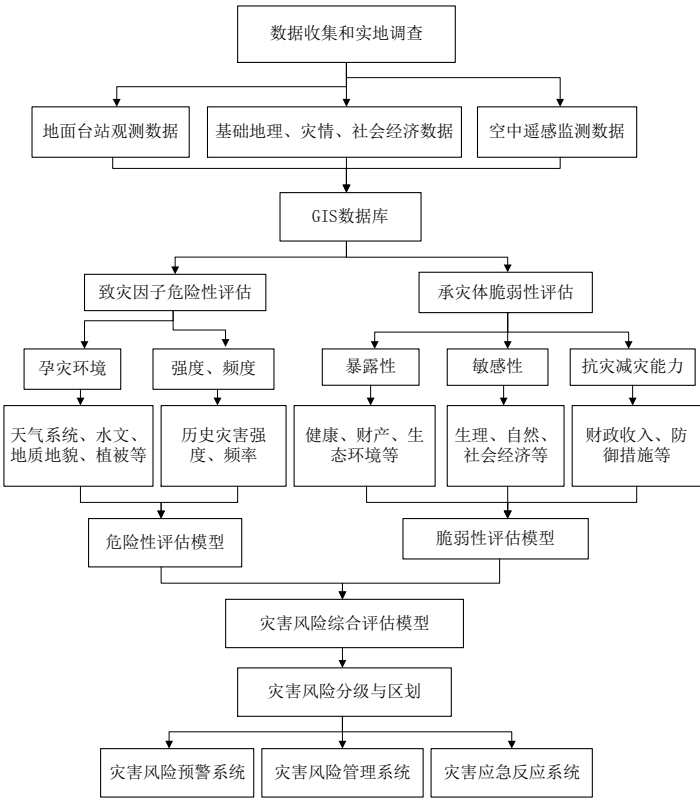 数据收集和实地调查
地面台站观测数据
基础地理、灾情、社会经济数据
空中遥感监测数据
GIS数据库
致灾因子危险性评估
承灾体脆弱性评估
孕灾环境
强度、频度
暴露性
敏感性
抗灾减灾能力
天气系统、水文、
地质地貌、植被等
历史灾害强
度、频率
健康、财产、生
态环境等
生理、自然、
社会经济等
财政收入、防
御措施等
危险性评估模型
脆弱性评估模型
灾害风险综合评估模型
灾害风险分级与区划
灾害风险预警系统
灾害风险管理系统
灾害应急反应系统